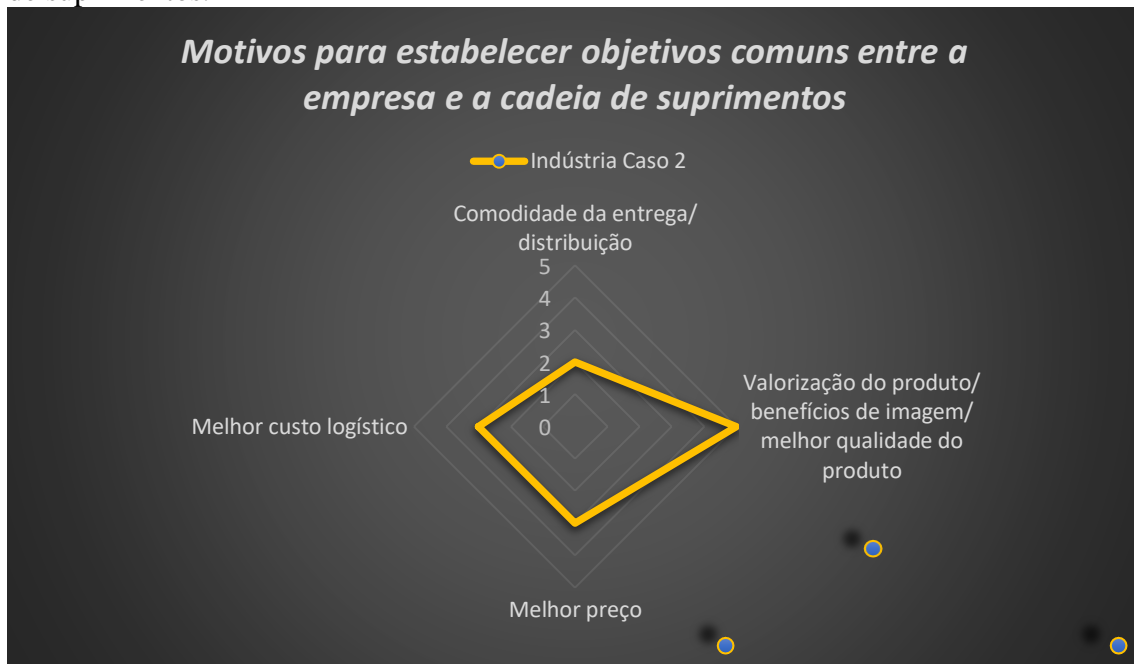 Motivos para estabelecer objetivos comuns entre a
empresa e a cadeia de suprimentos
Indústria Caso 2
Comodidade da entrega/
distribuição
5
4
3
2
1
0
Valorização do produto/
benefícios de imagem/
melhor qualidade do
produto
Melhor custo logístico
Melhor preço